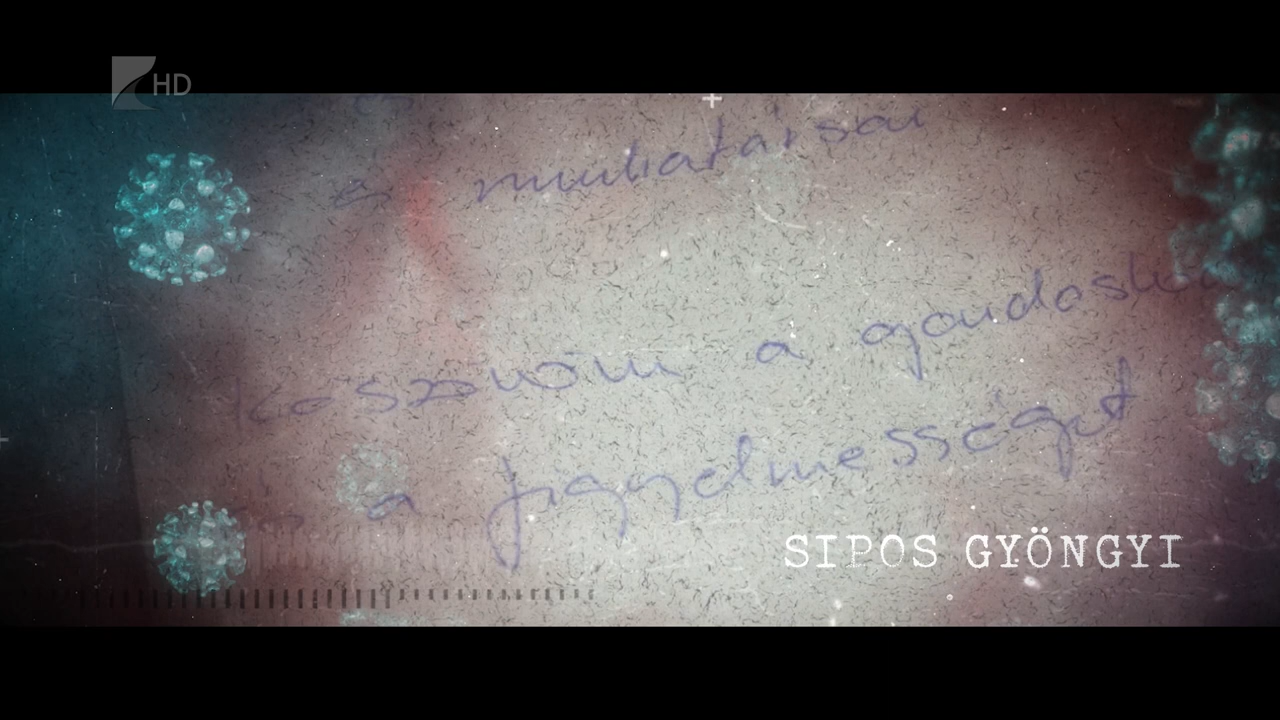 HD
a munkatársai
Köszönöm a
a figyelmességet
SIPOS GYÖNGYI